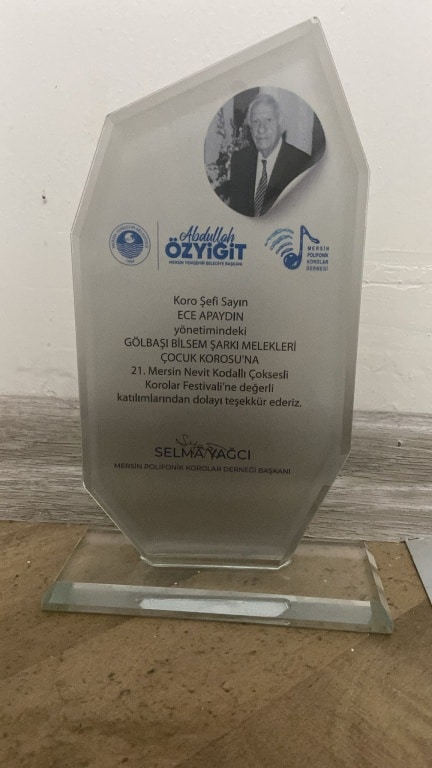 Abdullah
ÖZYİĞİT
MERSİN YENİŞEHİR BELEDİYE BAŞKANI
MERSİN
POLİFONİK
KOROLAR
DERNEĞİ
Koro Şefi Sayın
ECE APAYDIN
yönetimindeki
GÖLBAŞI BİLSEM ŞARKI MELEKLERİ
ÇOCUK KOROSU'NA
21. Mersin Nevit Kodallı Çoksesli
Korolar Festivali'ne değerli
katılımlarından dolayı teşekkür ederiz.
SELMA YAĞCI
MERSİN POLİFONİK KOROLAR DERNEĞİ BAŞKANI